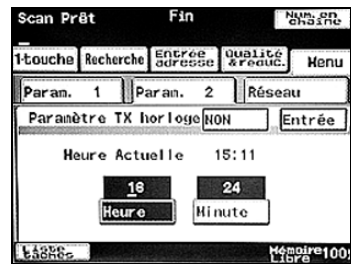 Scan Prêt Fin Num.en chaîne
1-touche Recherche Entrée adresse Qualité &réduc. Menu
Param. 1 Param. 2 Réseau
Paramètre TX horloge NON Entrée
Heure Actuelle 15:11
16 24
Heure Minute
Liste tâches Mémoire Libre 100